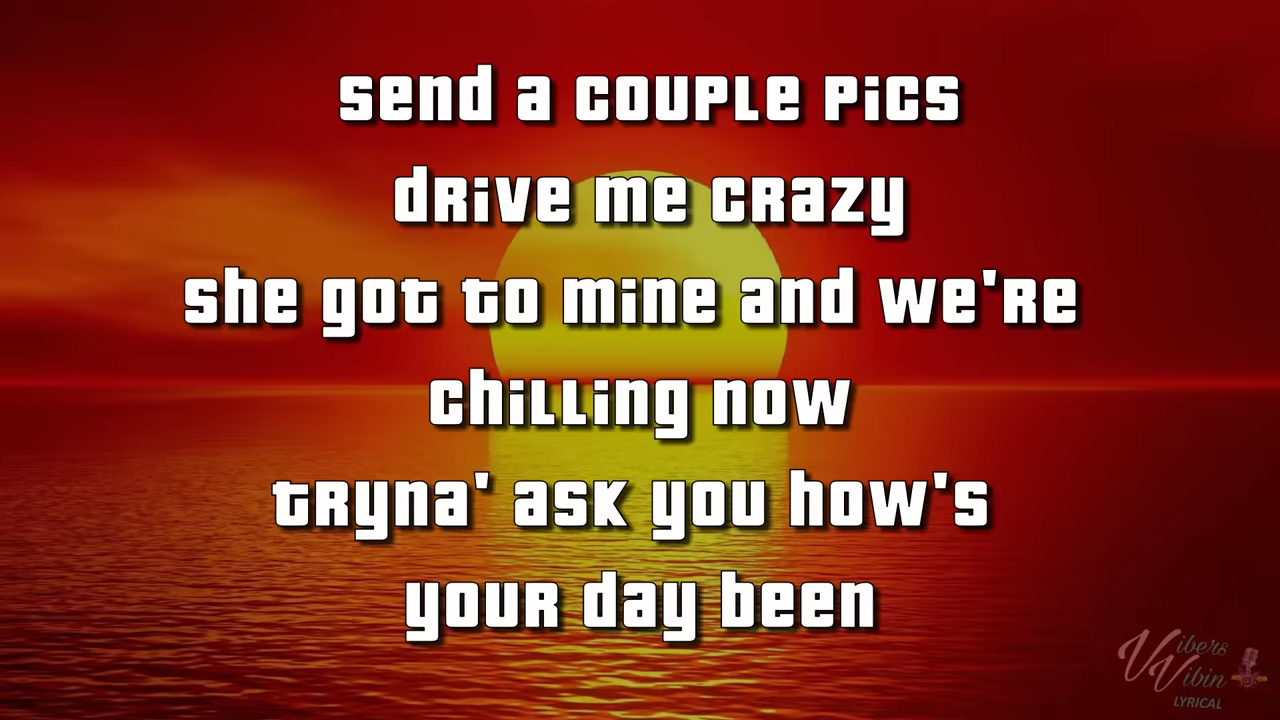 send a couple pics
drive me crazy
she got to mine and we're
chilling now
tryna' ask you how's
your day been
Vibers
Vibin
LYRICAL